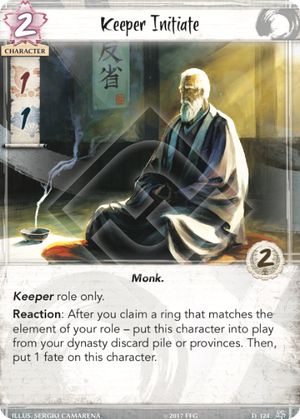 Keeper Initiate
2
CHARACTER
1
1
反省
2
Monk.
Keeper role only.
Reaction: After you claim a ring that matches the
element of your role – put this character into play
from your dynasty discard pile or provinces. Then,
put 1 fate on this character.
ILLUS: SERGIO CAMARENA
© 2017 FFG
D 124